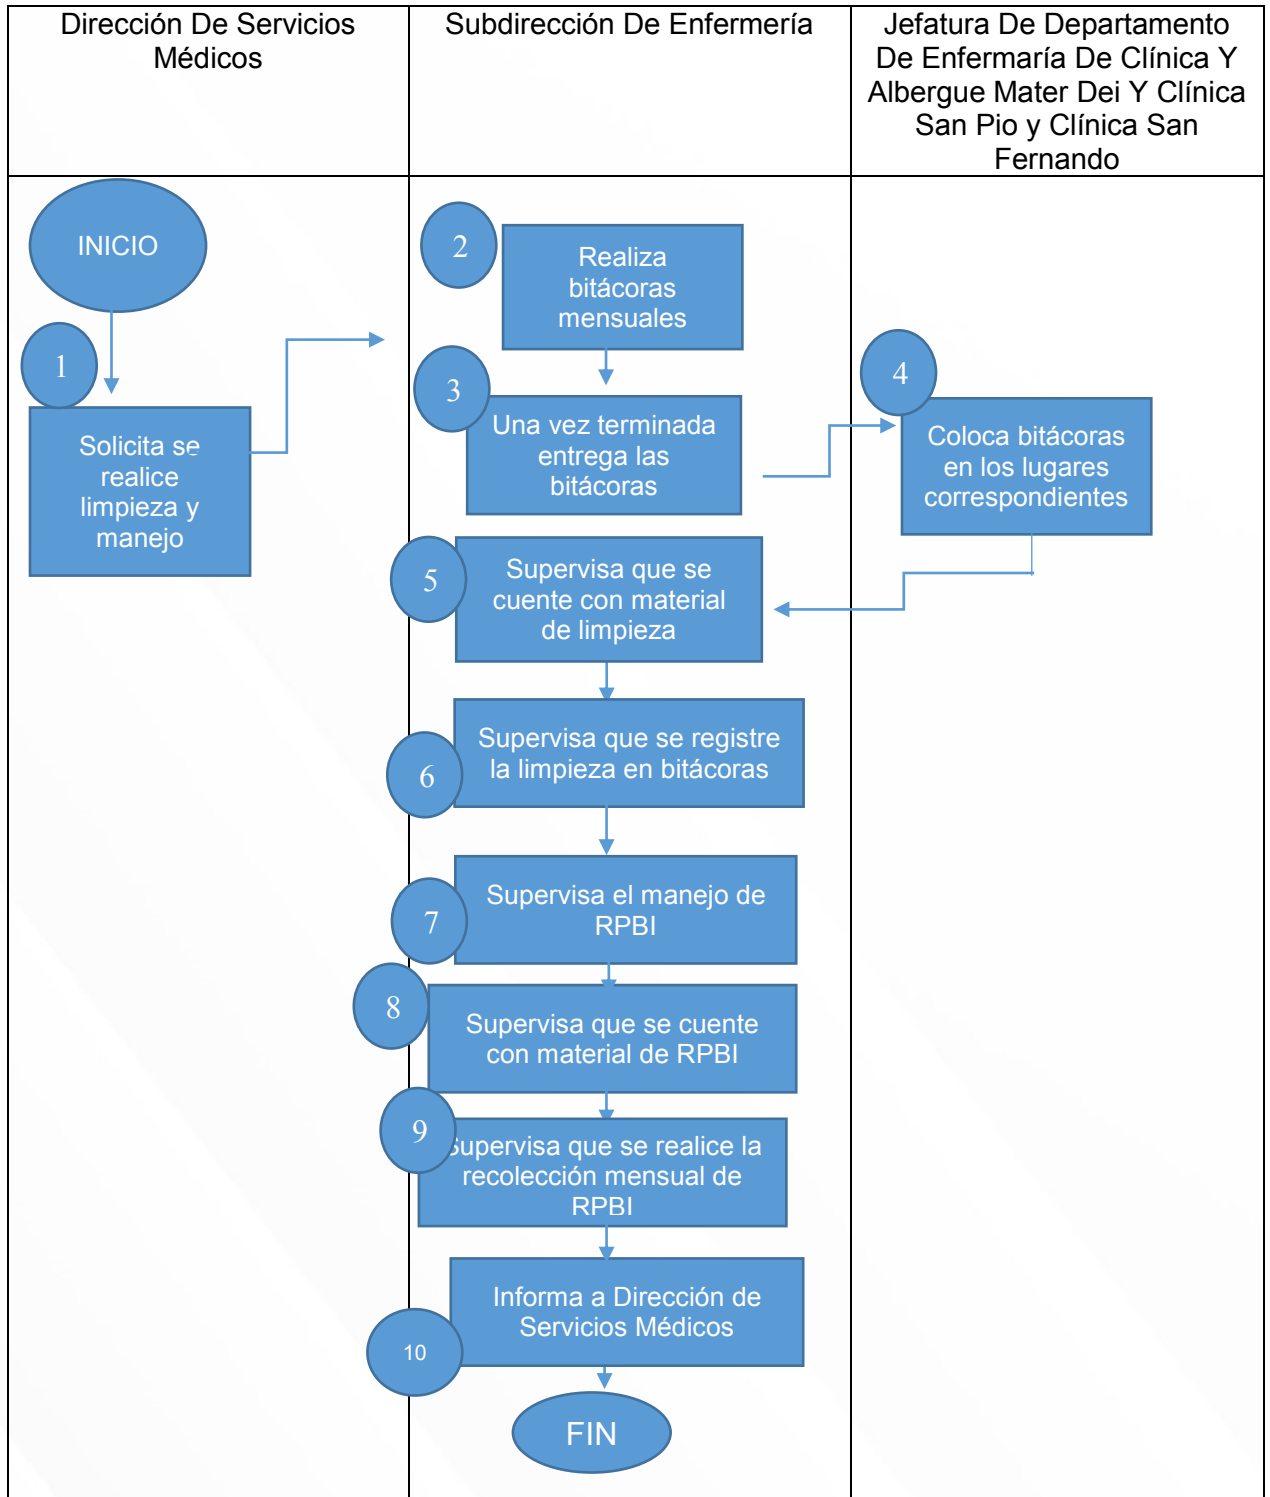 Dirección De Servicios
Médicos
Subdirección De Enfermería
Jefatura De Departamento
De Enfermaría De Clínica Y
Albergue Mater Dei Y Clínica
San Pio y Clínica San
Fernando
INICIO
1
Solicita se
realice
limpieza y
manejo
2
Realiza
bitácoras
mensuales
3
Una vez terminada
entrega las
bitácoras
4
Coloca bitácoras
en los lugares
correspondientes
5
Supervisa que se
cuente con material
de limpieza
6
Supervisa que se registre
la limpieza en bitácoras
7
Supervisa el manejo de
RPBI
8
Supervisa que se cuente
con material de RPBI
9
Supervisa que se realice la
recolección mensual de
RPBI
10
Informa a Dirección de
Servicios Médicos
FIN